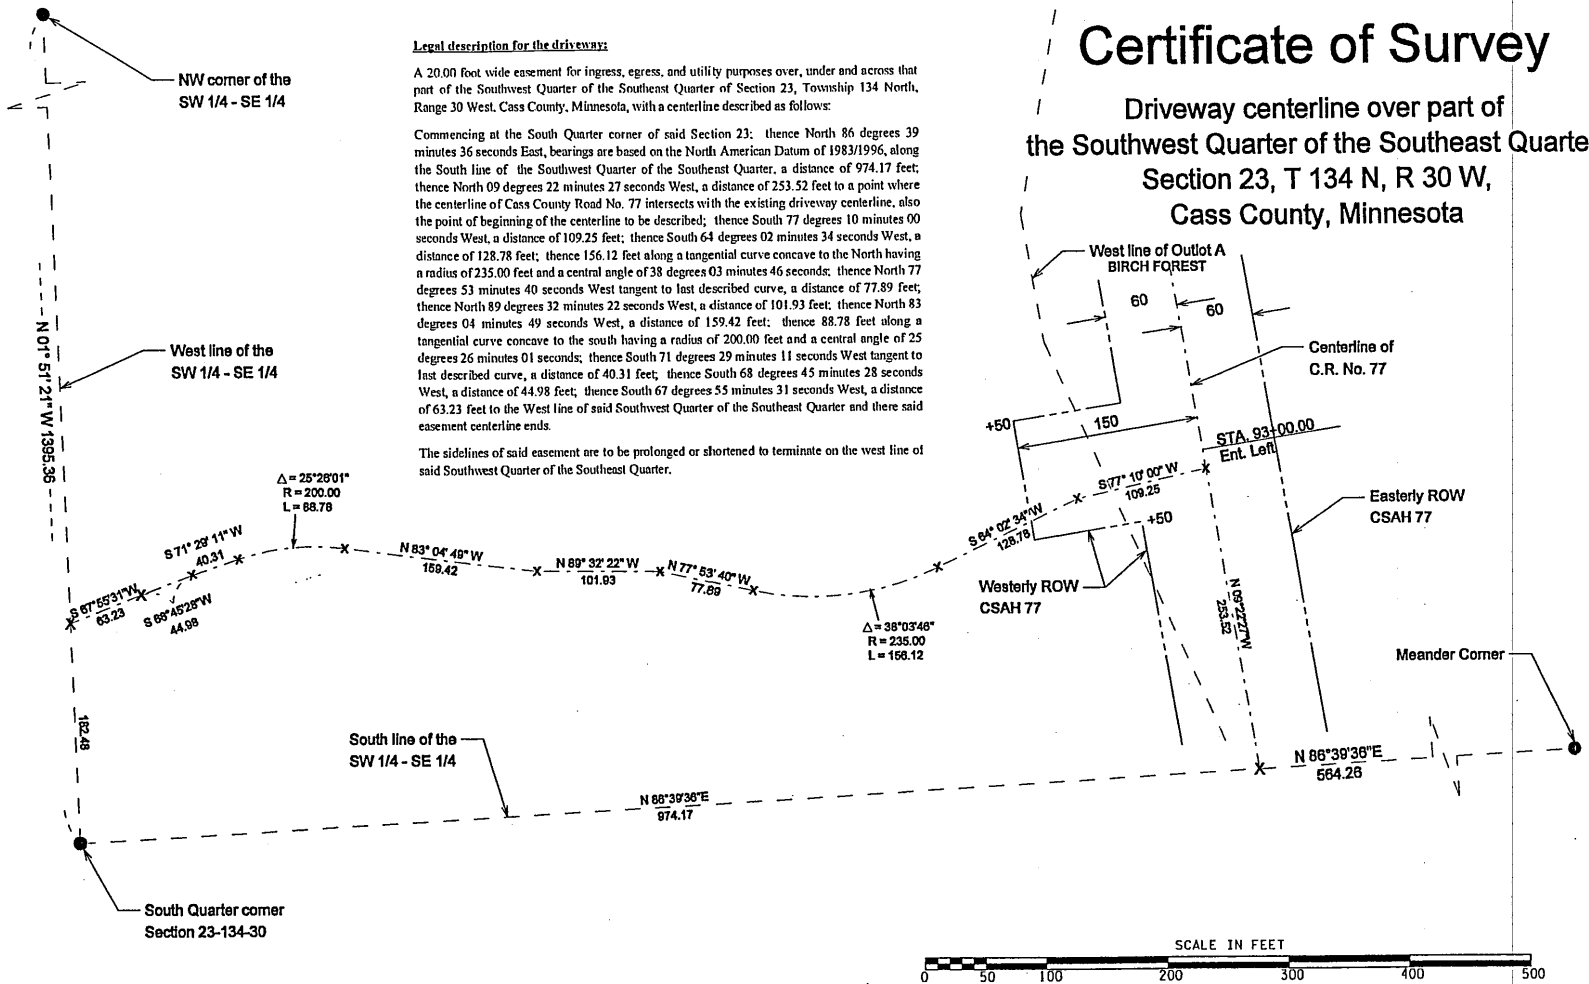 Certificate of Survey
Driveway centerline over part of
the Southwest Quarter of the Southeast Quarte
Section 23, T 134 N, R 30 W,
Cass County, Minnesota
Legal description for the driveway:
A 20.00 foot wide easement for ingress, egress, and utility purposes over, under and across that
part of the Southwest Quarter of the Southeast Quarter of Section 23, Township 134 North,
Range 30 West, Cass County, Minnesota, with a centerline described as follows:
Commencing at the South Quarter corner of said Section 23; thence North 86 degrees 39
minutes 36 seconds East, bearings are based on the North American Datum of 1983/1996, along
the South line of the Southwest Quarter of the Southeast Quarter, a distance of 974.17 feet;
thence North 09 degrees 22 minutes 27 seconds West, a distance of 253.52 feet to a point where
the centerline of Cass County Road No. 77 intersects with the existing driveway centerline, also
the point of beginning of the centerline to be described; thence South 77 degrees 10 minutes 00
seconds West, a distance of 109.25 feet; thence South 64 degrees 02 minutes 34 seconds West, a
distance of 128.78 feet; thence 156.12 feet along a tangential curve concave to the North having
a radius of 235.00 feet and a central angle of 38 degrees 03 minutes 46 seconds; thence North 77
degrees 53 minutes 40 seconds West tangent to last described curve, a distance of 77.89 feet;
thence North 89 degrees 32 minutes 22 seconds West, a distance of 101.93 feet; thence North 83
degrees 04 minutes 49 seconds West, a distance of 159.42 feet; thence 88.78 feet along a
tangential curve concave to the south having a radius of 200.00 feet and a central angle of 25
degrees 26 minutes 01 seconds; thence South 71 degrees 29 minutes 11 seconds West tangent to
last described curve, a distance of 40.31 feet; thence South 68 degrees 45 minutes 28 seconds
West, a distance of 44.98 feet; thence South 67 degrees 55 minutes 31 seconds West, a distance
of 63.23 feet to the West line of said Southwest Quarter of the Southeast Quarter and there said
easement centerline ends.
The sidelines of said easement are to be prolonged or shortened to terminate on the west line of
said Southwest Quarter of the Southeast Quarter.
NW corner of the
SW 1/4 - SE 1/4
West line of the
SW 1/4 - SE 1/4
N 01° 51' 21" W 1395.36
182.48
West line of Outlot A
BIRCH FOREST
60
60
Centerline of
C.R. No. 77
+50
150
STA. 93+00.00
Ent. Left
S 77° 10' 00" W
109.25
Easterly ROW
CSAH 77
+50
S 64° 02' 34" W
128.78
Westerly ROW
CSAH 77
N 09°22'27"W
253.52
Δ = 25°26'01"
R = 200.00
L = 88.78
S 71° 29' 11" W
40.31
N 83° 04' 49" W
159.42
N 89° 32' 22" W
101.93
N 77° 53' 40" W
77.89
S 67°55'31"W
63.23
S 68°45'28"W
44.98
Δ = 38°03'46"
R = 235.00
L = 156.12
Meander Corner
South line of the
SW 1/4 - SE 1/4
N 86°39'36"E
974.17
N 86°39'36"E
564.26
South Quarter corner
Section 23-134-30
SCALE IN FEET
0 50 100 200 300 400 500